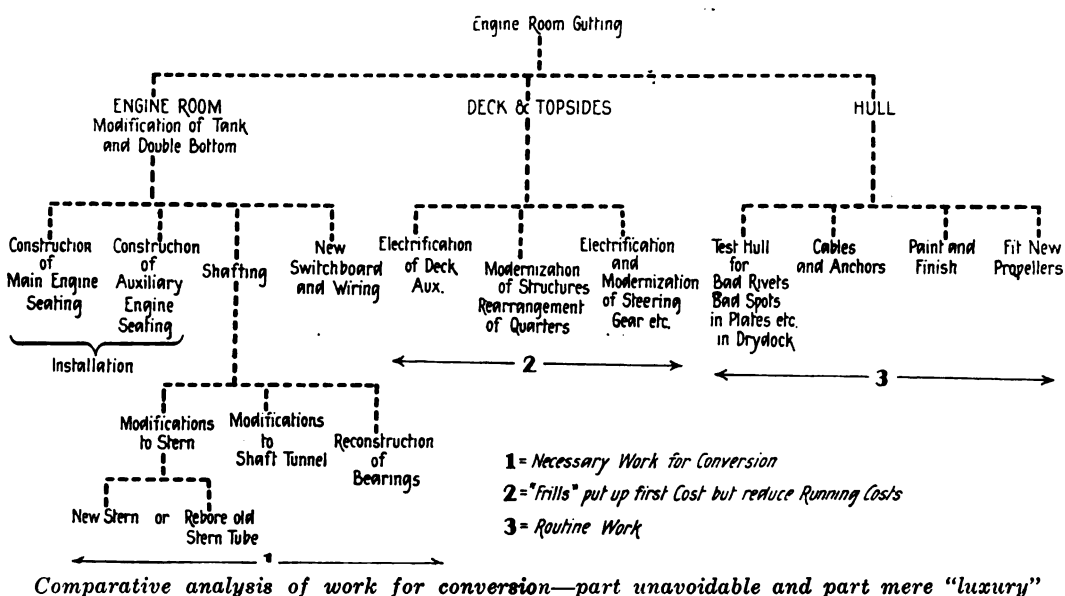 Engine Room Gutting
ENGINE ROOM
Modification of Tank
and Double Bottom
DECK & TOPSIDES
HULL
Construction
of
Main Engine
Seating
Construction
of
Auxiliary
Engine
Seating
Installation
Shafting
New
Switchboard
and Wiring
Electrification
of Deck
Aux.
Modernization
of Structures
Rearrangement
of Quarters
Electrification
and
Modernization
of Steering
Gear etc.
Test Hull
for
Bad Rivets
Bad Spots
in Plates etc.
in Drydock
Cables
and Anchors
Paint and
Finish
Fit New
Propellers
2
3
Modifications
to Stern
Modifications
to
Shaft Tunnel
Reconstruction
of
Bearings
New Stern or Rebore old
Stern Tube
1
1 = Necessary Work for Conversion
2 = "Frills" put up first Cost but reduce Running Costs
3 = Routine Work
Comparative analysis of work for conversion—part unavoidable and part mere "luxury"